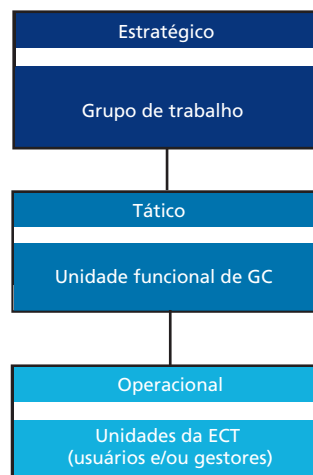 Estratégico
Grupo de trabalho
Tático
Unidade funcional de GC
Operacional
Unidades da ECT
(usuários e/ou gestores)